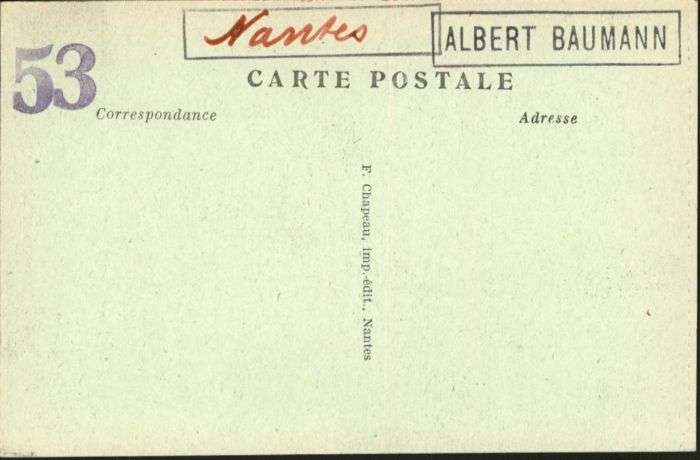 Nantes
ALBERT BAUMANN
53
CARTE POSTALE
Correspondance
Adresse
F. Chapeau, imp.-édit., Nantes